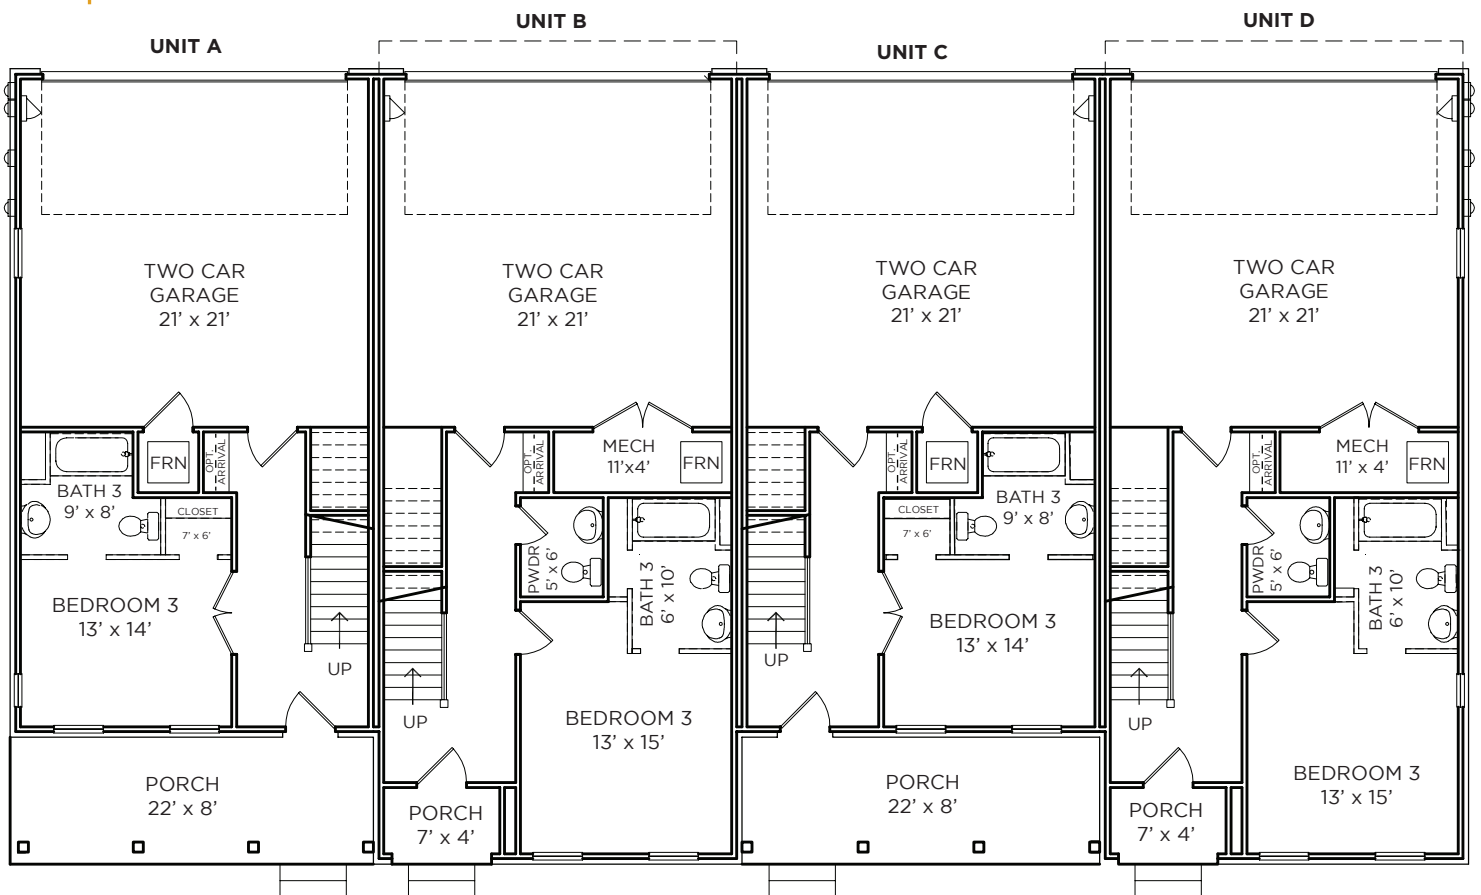 UNIT A
TWO CAR
GARAGE
21’ x 21’
FRN
OPT.
ARRIVAL
BATH 3
9’ x 8’
CLOSET
7’ x 6’
BEDROOM 3
13’ x 14’
UP
PORCH
22’ x 8’
UNIT B
TWO CAR
GARAGE
21’ x 21’
MECH
11’x4’
FRN
OPT.
ARRIVAL
PWDR
5’ x 6’
BATH 3
6’ x 10’
UP
BEDROOM 3
13’ x 15’
PORCH
7’ x 4’
UNIT C
TWO CAR
GARAGE
21’ x 21’
OPT.
ARRIVAL
FRN
BATH 3
9’ x 8’
CLOSET
7’ x 6’
BEDROOM 3
13’ x 14’
UP
PORCH
22’ x 8’
UNIT D
TWO CAR
GARAGE
21’ x 21’
MECH
11’ x 4’
FRN
OPT.
ARRIVAL
PWDR
5’ x 6’
BATH 3
6’ x 10’
UP
BEDROOM 3
13’ x 15’
PORCH
7’ x 4’